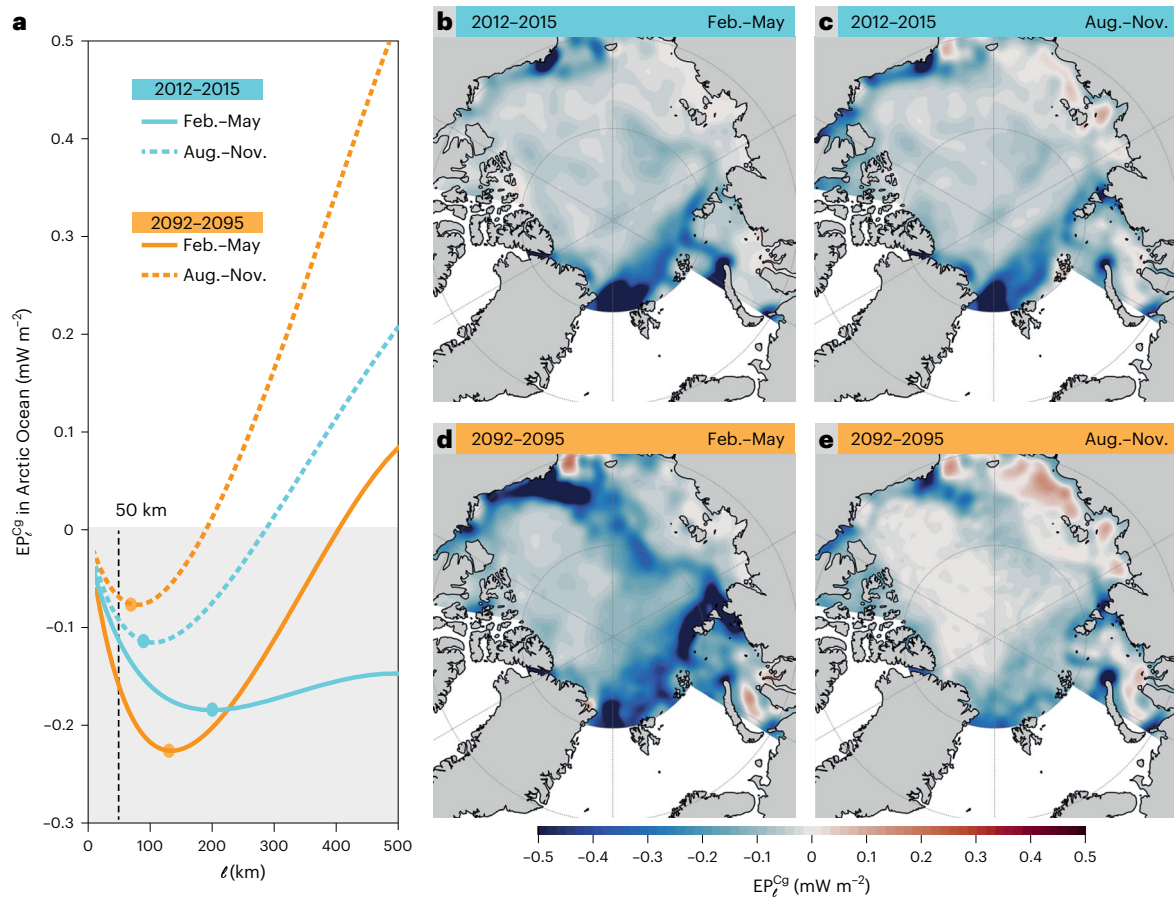 a
0.5
0.4
0.3
0.2
0.1
0
−0.1
−0.2
−0.3
EPℓCg in Arctic Ocean (mW m−2)
2012–2015
Feb.–May
Aug.–Nov.
2092–2095
Feb.–May
Aug.–Nov.
50 km
0 100 200 300 400 500
ℓ (km)
b 2012–2015 Feb.–May
c 2012–2015 Aug.–Nov.
d 2092–2095 Feb.–May
e 2092–2095 Aug.–Nov.
−0.5 −0.4 −0.3 −0.2 −0.1 0 0.1 0.2 0.3 0.4 0.5
EPℓCg (mW m−2)